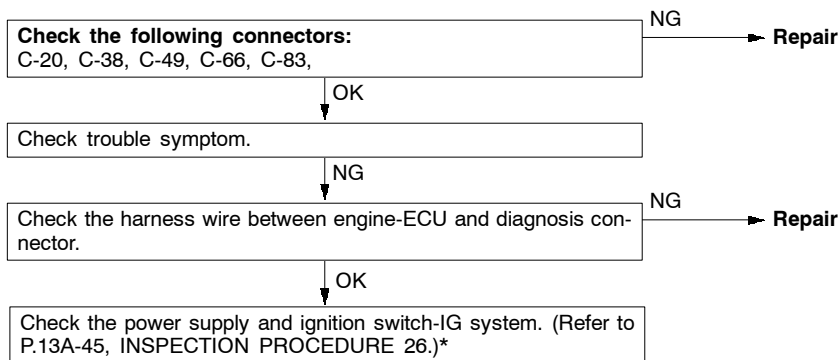 Check the following connectors:
NG
Repair
C-20, C-38, C-49, C-66, C-83,
OK
Check trouble symptom.
NG
Check the harness wire between engine-ECU and diagnosis con-
nector.
NG
Repair
OK
Check the power supply and ignition switch-IG system. (Refer to
P.13A-45, INSPECTION PROCEDURE 26.)*